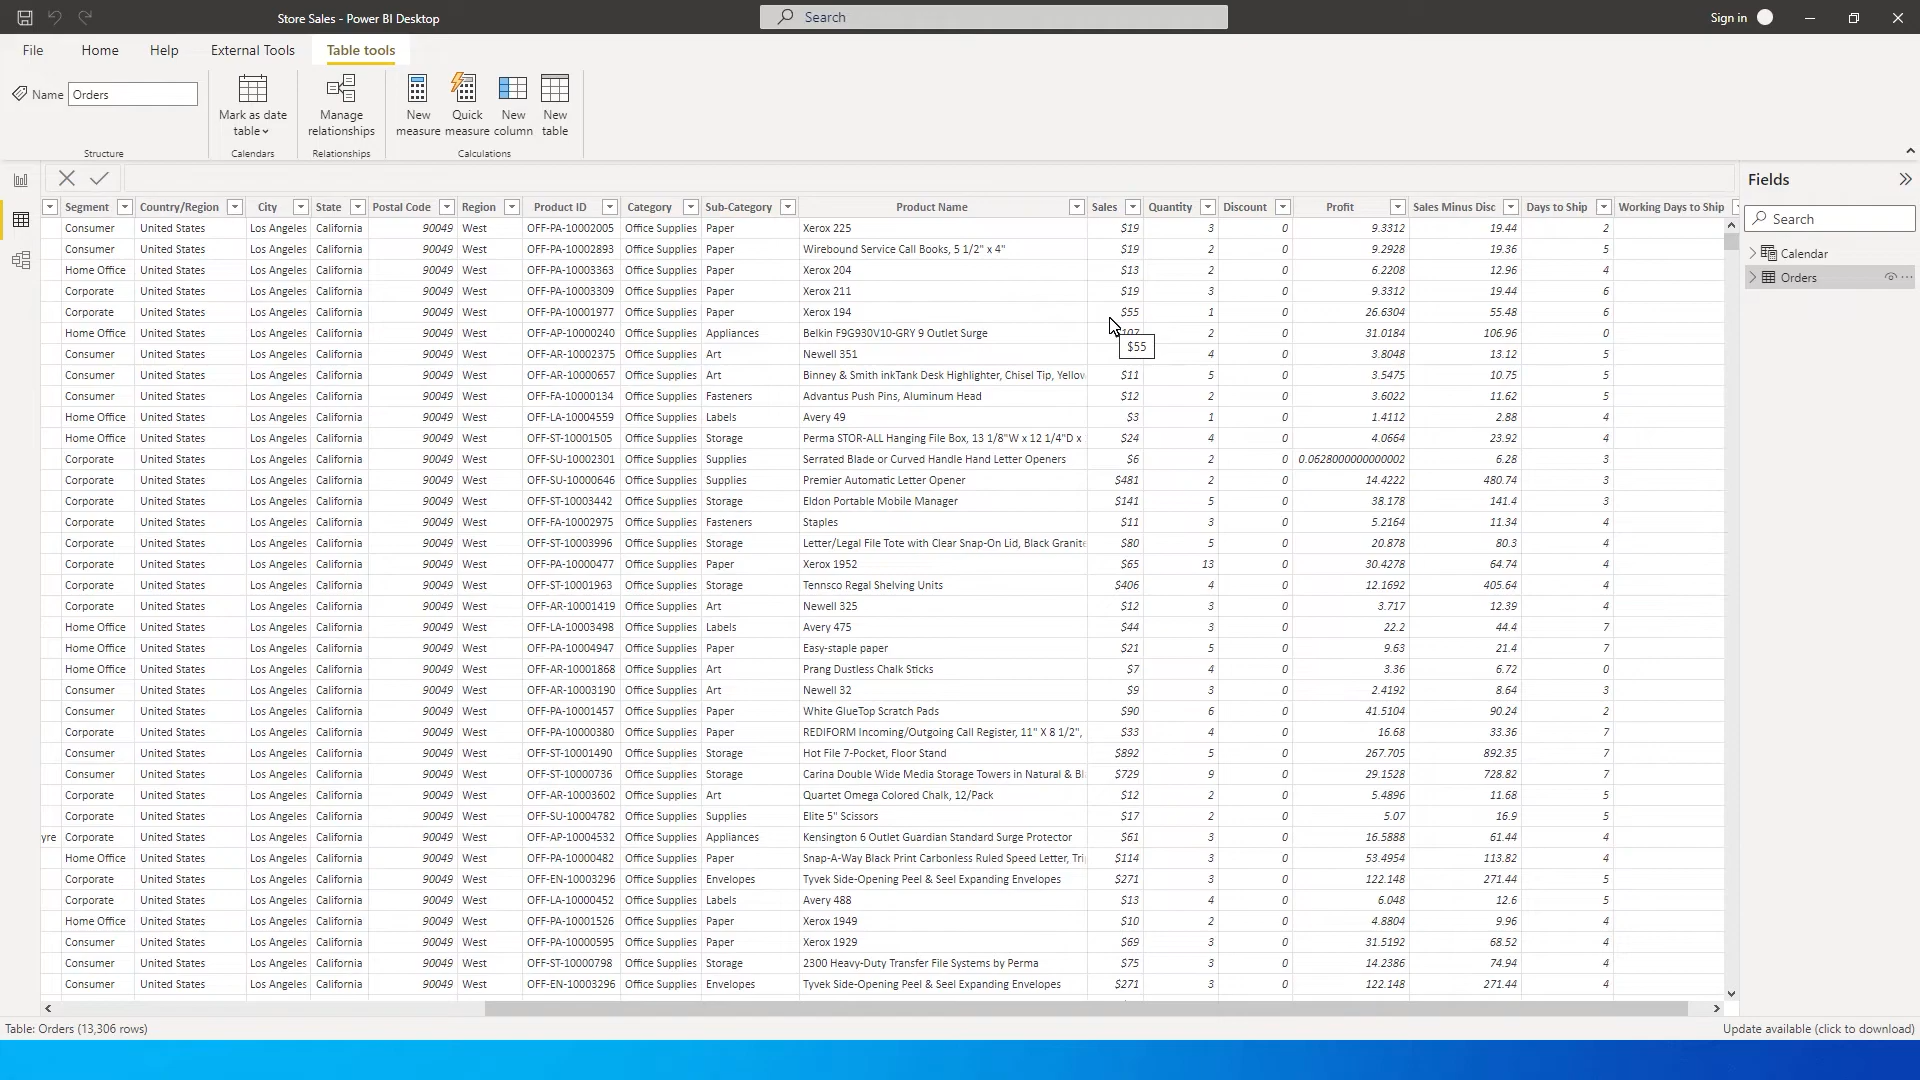 Store Sales - Power BI Desktop
Search
Sign in
File Home Help External Tools Table tools
Name Orders
Mark as date table
Manage relationships
New measure
Quick measure
New column
New table
Structure Calendars Relationships Calculations
Fields
Search
Calendar
Orders
Segment Country/Region City State Postal Code Region Product ID Category Sub-Category Product Name Sales Quantity Discount Profit Sales Minus Disc Days to Ship Working Days to Ship
Consumer United States Los Angeles California 90049 West OFF-PA-10002005 Office Supplies Paper Xerox 225 $19 3 0 9.3312 19.44 2
Consumer United States Los Angeles California 90049 West OFF-PA-10002893 Office Supplies Paper Wirebound Service Call Books, 5 1/2" x 4" $19 2 0 9.2928 19.36 5
Home Office United States Los Angeles California 90049 West OFF-PA-10003363 Office Supplies Paper Xerox 204 $13 2 0 6.2208 12.96 4
Corporate United States Los Angeles California 90049 West OFF-PA-10003309 Office Supplies Paper Xerox 211 $19 3 0 9.3312 19.44 6
Corporate United States Los Angeles California 90049 West OFF-PA-10001977 Office Supplies Paper Xerox 194 $55 1 0 26.6304 55.48 6
Home Office United States Los Angeles California 90049 West OFF-AP-10000240 Office Supplies Appliances Belkin F9G930V10-GRY 9 Outlet Surge 2 0 31.0184 106.96 0
$55
Consumer United States Los Angeles California 90049 West OFF-AR-10002375 Office Supplies Art Newell 351 4 0 3.8048 13.12 5
Consumer United States Los Angeles California 90049 West OFF-AR-10000657 Office Supplies Art Binney & Smith inkTank Desk Highlighter, Chisel Tip, Yellow $11 5 0 3.5475 10.75 5
Consumer United States Los Angeles California 90049 West OFF-FA-10000134 Office Supplies Fasteners Advantus Push Pins, Aluminum Head $12 2 0 3.6022 11.62 5
Home Office United States Los Angeles California 90049 West OFF-LA-10004559 Office Supplies Labels Avery 49 $3 1 0 1.4112 2.88 4
Home Office United States Los Angeles California 90049 West OFF-ST-10001505 Office Supplies Storage Perma STOR-ALL Hanging File Box, 13 1/8"W x 12 1/4"D x $24 4 0 4.0664 23.92 4
Corporate United States Los Angeles California 90049 West OFF-SU-10002301 Office Supplies Supplies Serrated Blade or Curved Handle Hand Letter Openers $6 2 0 0.0628000000000002 6.28 3
Corporate United States Los Angeles California 90049 West OFF-SU-10000646 Office Supplies Supplies Premier Automatic Letter Opener $481 2 0 14.4222 480.74 3
Corporate United States Los Angeles California 90049 West OFF-ST-10003442 Office Supplies Storage Eldon Portable Mobile Manager $141 5 0 38.178 141.4 3
Corporate United States Los Angeles California 90049 West OFF-FA-10002975 Office Supplies Fasteners Staples $11 3 0 5.2164 11.34 4
Corporate United States Los Angeles California 90049 West OFF-ST-10003996 Office Supplies Storage Letter/Legal File Tote with Clear Snap-On Lid, Black Granite $80 5 0 20.878 80.3 4
Corporate United States Los Angeles California 90049 West OFF-PA-10000477 Office Supplies Paper Xerox 1952 $65 13 0 30.4278 64.74 4
Corporate United States Los Angeles California 90049 West OFF-ST-10001963 Office Supplies Storage Tennsco Regal Shelving Units $406 4 0 12.1692 405.64 4
Corporate United States Los Angeles California 90049 West OFF-AR-10001419 Office Supplies Art Newell 325 $12 3 0 3.717 12.39 4
Home Office United States Los Angeles California 90049 West OFF-LA-10003498 Office Supplies Labels Avery 475 $44 3 0 22.2 44.4 7
Home Office United States Los Angeles California 90049 West OFF-PA-10004947 Office Supplies Paper Easy-staple paper $21 5 0 9.63 21.4 7
Home Office United States Los Angeles California 90049 West OFF-AR-10001868 Office Supplies Art Prang Dustless Chalk Sticks $7 4 0 3.36 6.72 0
Consumer United States Los Angeles California 90049 West OFF-AR-10003190 Office Supplies Art Newell 32 $9 3 0 2.4192 8.64 3
Consumer United States Los Angeles California 90049 West OFF-PA-10001457 Office Supplies Paper White GlueTop Scratch Pads $90 6 0 41.5104 90.24 2
Corporate United States Los Angeles California 90049 West OFF-PA-10000380 Office Supplies Paper REDIFORM Incoming/Outgoing Call Register, 11" X 8 1/2", $33 4 0 16.68 33.36 7
Consumer United States Los Angeles California 90049 West OFF-ST-10001490 Office Supplies Storage Hot File 7-Pocket, Floor Stand $892 5 0 267.705 892.35 7
Consumer United States Los Angeles California 90049 West OFF-ST-10000736 Office Supplies Storage Carina Double Wide Media Storage Towers in Natural & Bl $729 9 0 29.1528 728.82 7
Corporate United States Los Angeles California 90049 West OFF-AR-10003602 Office Supplies Art Quartet Omega Colored Chalk, 12/Pack $12 2 0 5.4896 11.68 5
Corporate United States Los Angeles California 90049 West OFF-SU-10004782 Office Supplies Supplies Elite 5" Scissors $17 2 0 5.07 16.9 5
yre Corporate United States Los Angeles California 90049 West OFF-AP-10004532 Office Supplies Appliances Kensington 6 Outlet Guardian Standard Surge Protector $61 3 0 16.5888 61.44 4
Home Office United States Los Angeles California 90049 West OFF-PA-10000482 Office Supplies Paper Snap-A-Way Black Print Carbonless Ruled Speed Letter, Tri $114 3 0 53.4954 113.82 4
Corporate United States Los Angeles California 90049 West OFF-EN-10003296 Office Supplies Envelopes Tyvek Side-Opening Peel & Seel Expanding Envelopes $271 3 0 122.148 271.44 5
Corporate United States Los Angeles California 90049 West OFF-LA-10000452 Office Supplies Labels Avery 488 $13 4 0 6.048 12.6 5
Home Office United States Los Angeles California 90049 West OFF-PA-10001526 Office Supplies Paper Xerox 1949 $10 2 0 4.8804 9.96 4
Consumer United States Los Angeles California 90049 West OFF-PA-10000595 Office Supplies Paper Xerox 1929 $69 3 0 31.5192 68.52 4
Consumer United States Los Angeles California 90049 West OFF-ST-10000798 Office Supplies Storage 2300 Heavy-Duty Transfer File Systems by Perma $75 3 0 14.2386 74.94 4
Consumer United States Los Angeles California 90049 West OFF-EN-10003296 Office Supplies Envelopes Tyvek Side-Opening Peel & Seel Expanding Envelopes $271 3 0 122.148 271.44 4
Table: Orders (13,306 rows)
Update available (click to download)